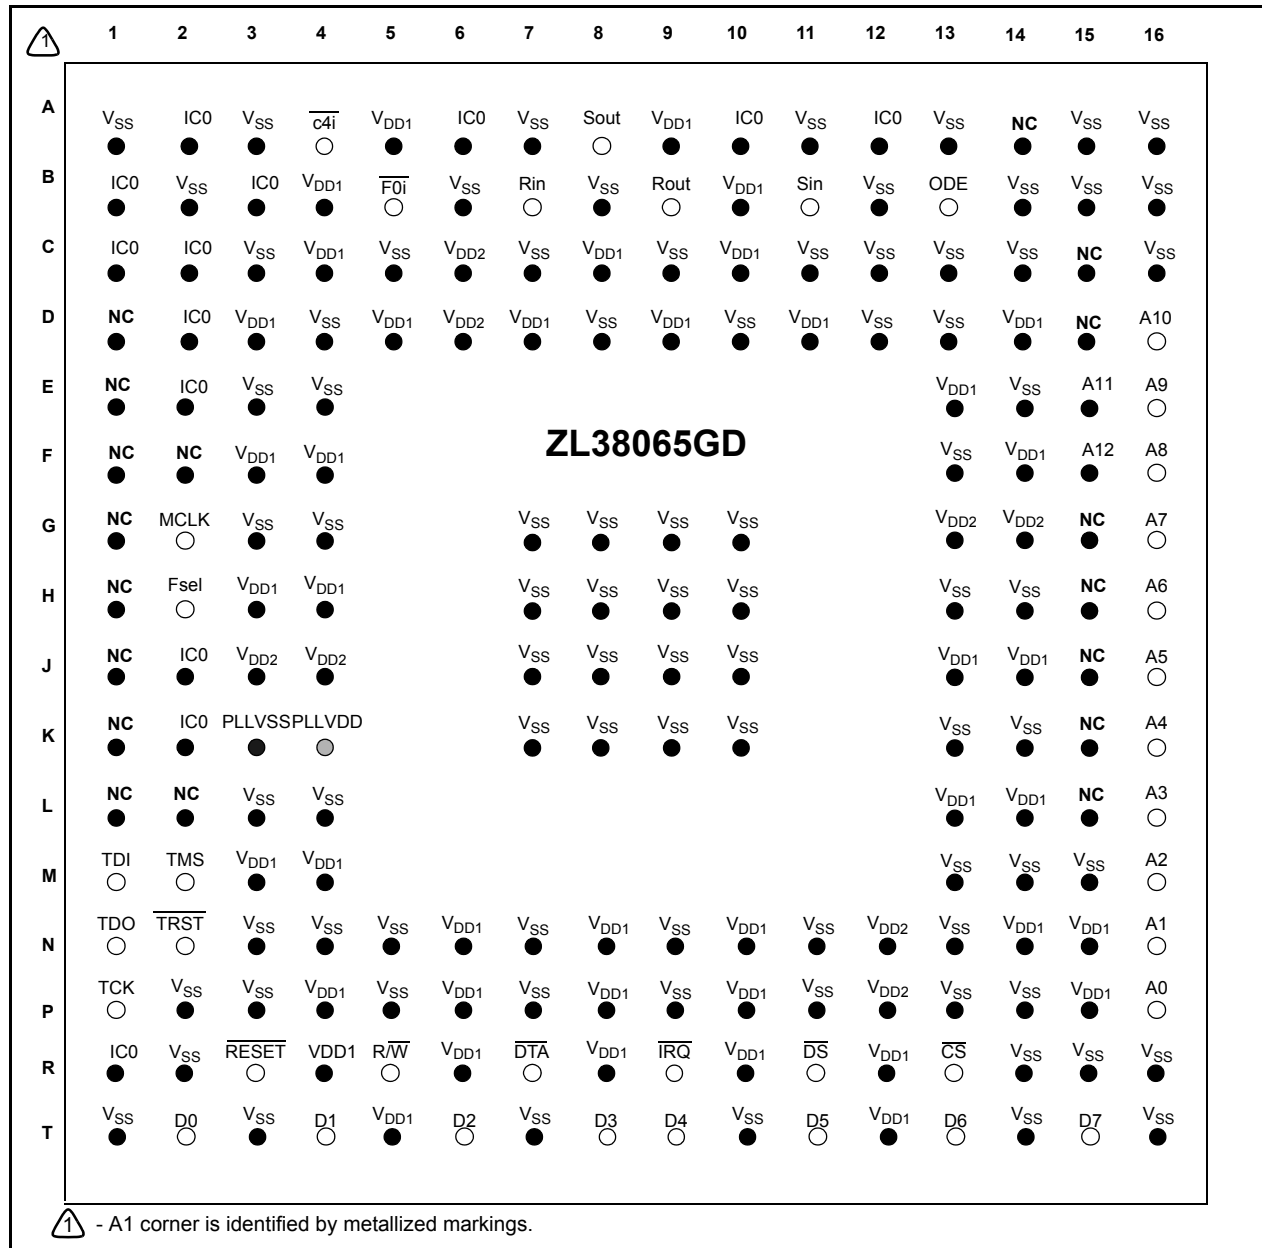 1 1 2 3 4 5 6 7 8 9 10 11 12 13 14 15 16
A VSS IC0 VSS c4i VDD1 IC0 VSS Sout VDD1 IC0 VSS IC0 VSS NC VSS VSS
B IC0 VSS IC0 VDD1 F0i VSS Rin VSS Rout VDD1 Sin VSS ODE VSS VSS VSS
C IC0 IC0 VSS VDD1 VSS VDD2 VSS VDD1 VSS VDD1 VSS VSS VSS VSS NC VSS
D NC IC0 VDD1 VSS VDD1 VDD2 VDD1 VSS VDD1 VSS VDD1 VSS VSS VDD1 NC A10
E NC IC0 VSS VSS VDD1 VSS A11 A9
ZL38065GD
F NC NC VDD1 VDD1 VSS VDD1 A12 A8
G NC MCLK VSS VSS VSS VSS VSS VSS VDD2 VDD2 NC A7
H NC Fsel VDD1 VDD1 VSS VSS VSS VSS VSS VSS NC A6
J NC IC0 VDD2 VDD2 VSS VSS VSS VSS VDD1 VDD1 NC A5
K NC IC0 PLLVSS PLLVDD VSS VSS VSS VSS VSS VSS NC A4
L NC NC VSS VSS VDD1 VDD1 NC A3
M TDI TMS VDD1 VDD1 VSS VSS VSS A2
N TDO TRST VSS VSS VSS VDD1 VSS VDD1 VSS VDD1 VSS VDD2 VSS VDD1 VDD1 A1
P TCK VSS VSS VDD1 VSS VDD1 VSS VDD1 VSS VDD1 VSS VDD2 VSS VSS VDD1 A0
R IC0 VSS RESET VDD1 R/W VDD1 DTA VDD1 IRQ VDD1 DS VDD1 CS VSS VSS VSS
T VSS D0 VSS D1 VDD1 D2 VSS D3 D4 VSS D5 VDD1 D6 VSS D7 VSS
1 - A1 corner is identified by metallized markings.